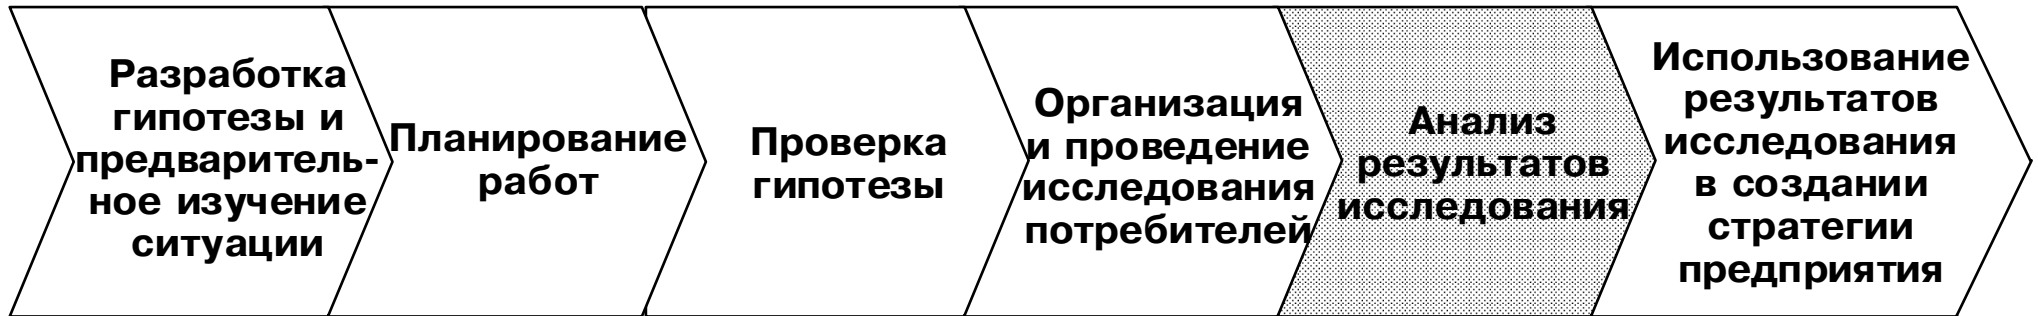 Разработка
гипотезы и
предваритель-
ное изучение
ситуации
Планирование
работ
Проверка
гипотезы
Организация
и проведение
исследования
потребителей
Анализ
результатов
исследования
Использование
результатов
исследования
в создании
стратегии
предприятия